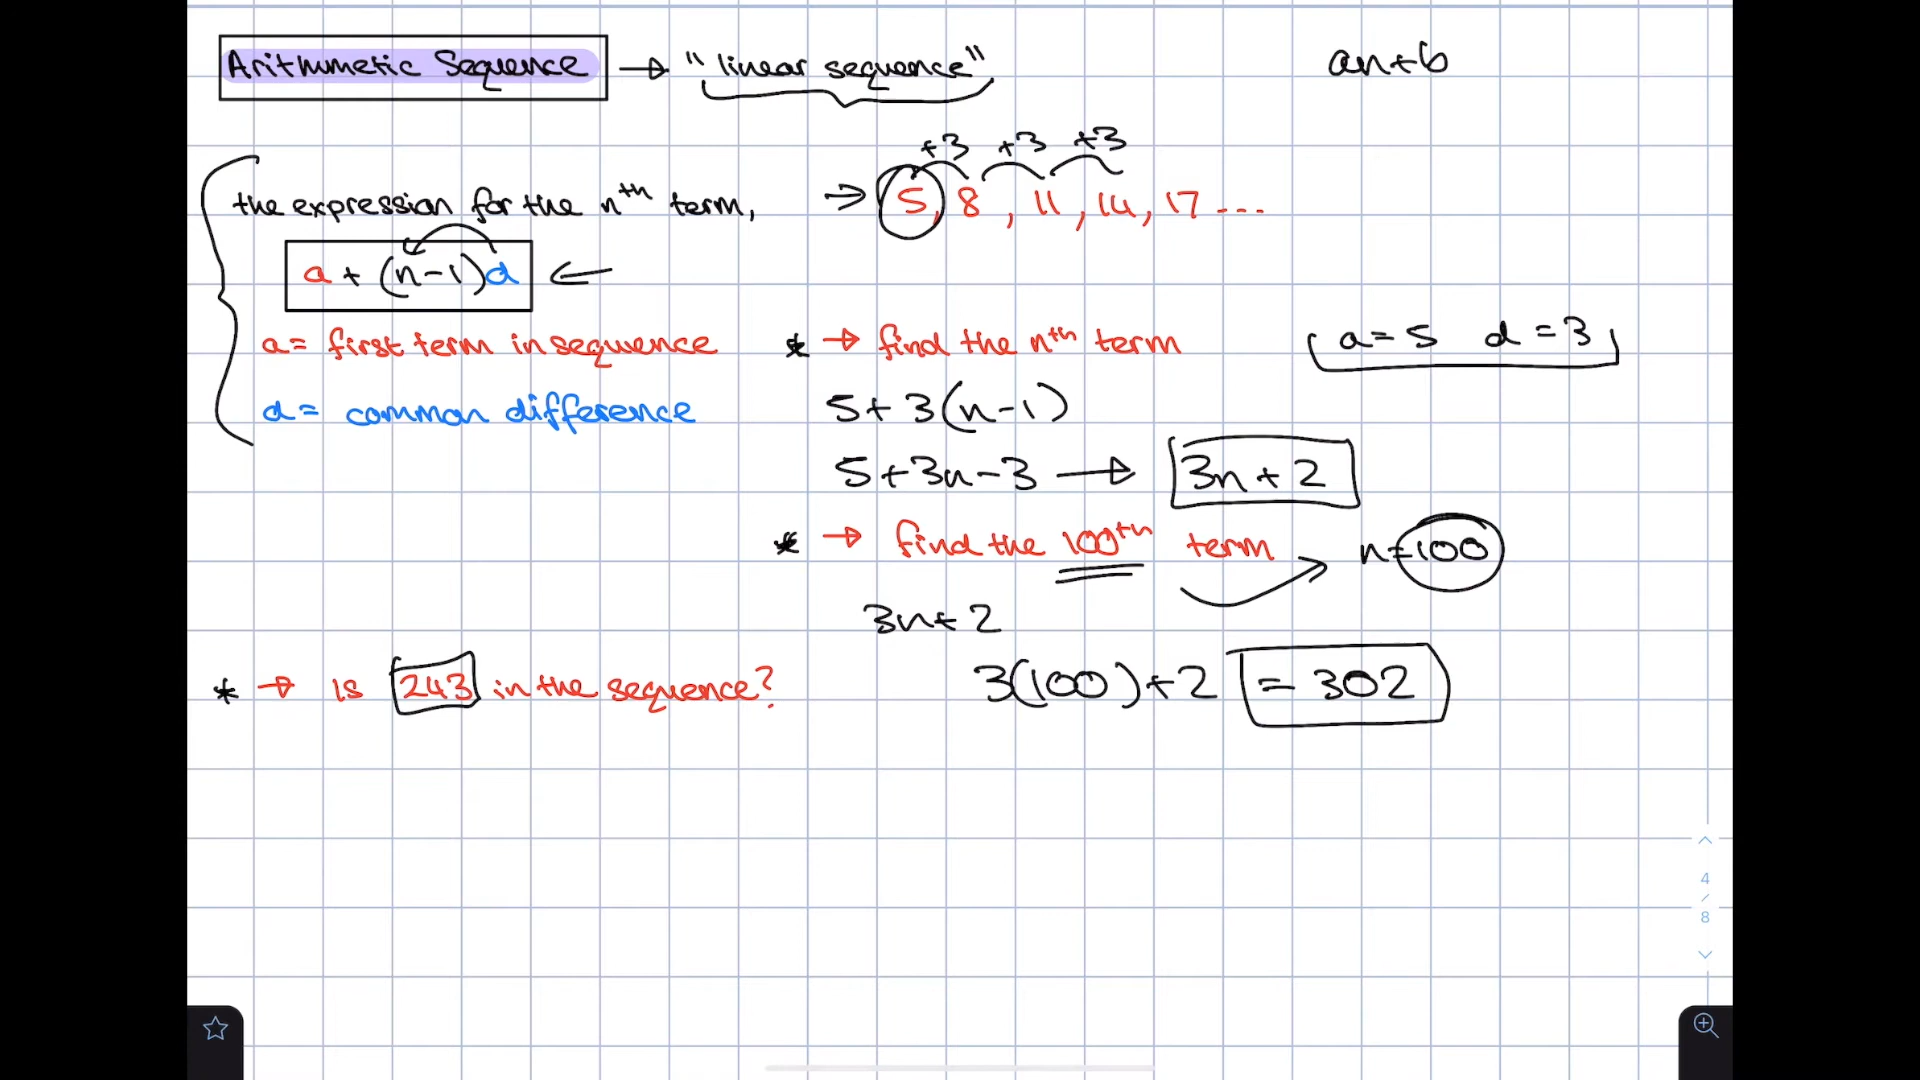 Arithmetic Sequence → "linear sequence"
an+b
the expression for the nth term,
a + (n-1)d ←
a = first term in sequence
d = common difference
+3 +3 +3
→ 5, 8, 11, 14, 17 ...
* → find the nth term
a=5 d=3
5+3(n-1)
5+3n-3 → 3n+2
* → find the 100th term
n=100
3n+2
3(100)+2 = 302
* → Is 243 in the sequence?
4
/
8